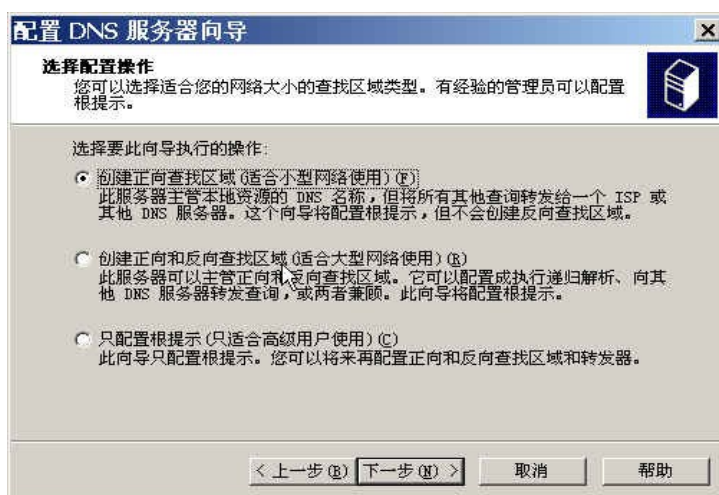 配置 DNS 服务器向导
选择配置操作
您可以选择适合您的网络大小的查找区域类型。有经验的管理员可以配置
根提示。
选择要此向导执行的操作:
创建正向查找区域(适合小型网络使用)(F)
此服务器主管本地资源的 DNS 名称，但将所有其他查询转发给一个 ISP 或
其他 DNS 服务器。这个向导将配置根提示，但不会创建反向查找区域。
创建正向和反向查找区域(适合大型网络使用)(R)
此服务器可以主管正向和反向查找区域。它可以配置成执行递归解析、向其
他 DNS 服务器转发查询，或两者兼顾。此向导将配置根提示。
只配置根提示(只适合高级用户使用)(C)
此向导只配置根提示。您可以将来再配置正向和反向查找区域和转发器。
< 上一步(B) 下一步(N) > 取消 帮助